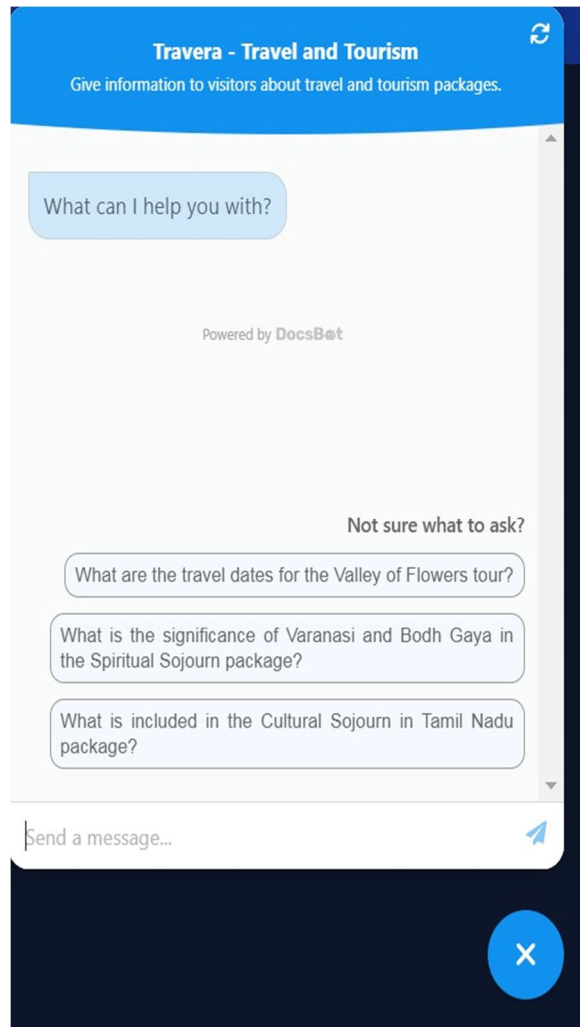 Travera - Travel and Tourism
Give information to visitors about travel and tourism packages.
What can I help you with?
Powered by DocsBot
Not sure what to ask?
What are the travel dates for the Valley of Flowers tour?
What is the significance of Varanasi and Bodh Gaya in
the Spiritual Sojourn package?
What is included in the Cultural Sojourn in Tamil Nadu
package?
Send a message...